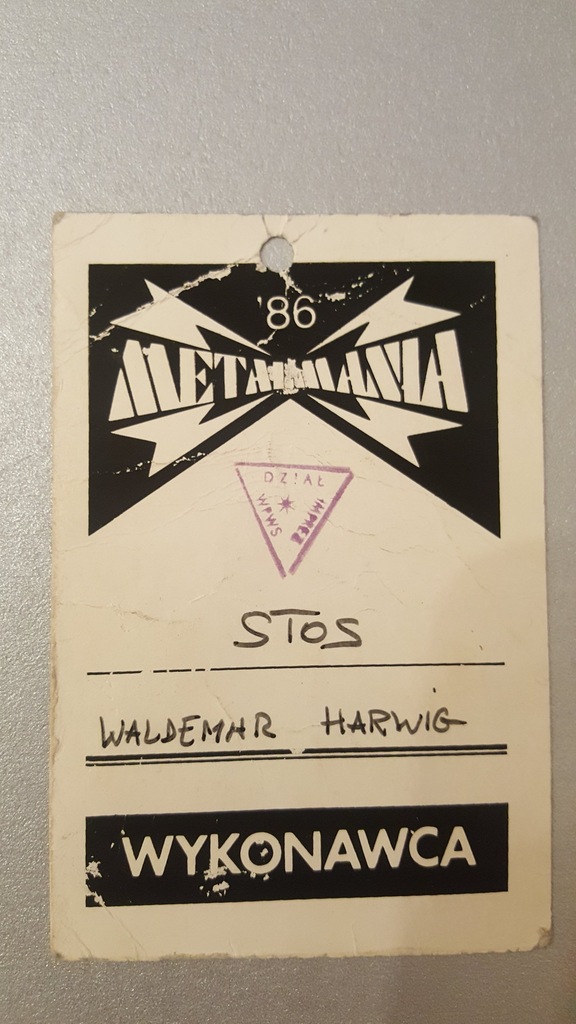 '86
METALMANIA
DZIAŁ
IMPREZ
WPWS
STOS
WALDEMAR HARWIG
WYKONAWCA